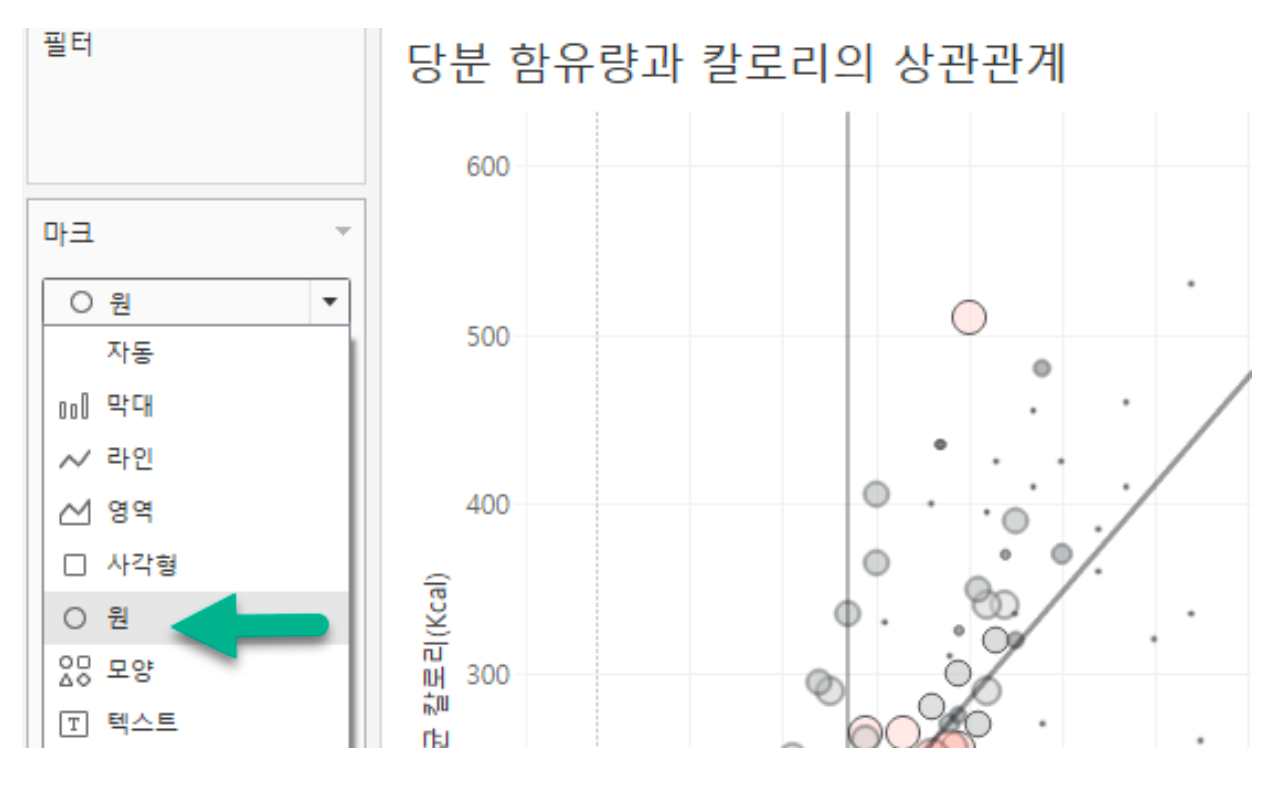 필터
마크
원
자동
막대
라인
영역
사각형
원
모양
T 텍스트
당분 함유량과 칼로리의 상관관계
600
500
400
300
칼로리(Kcal)